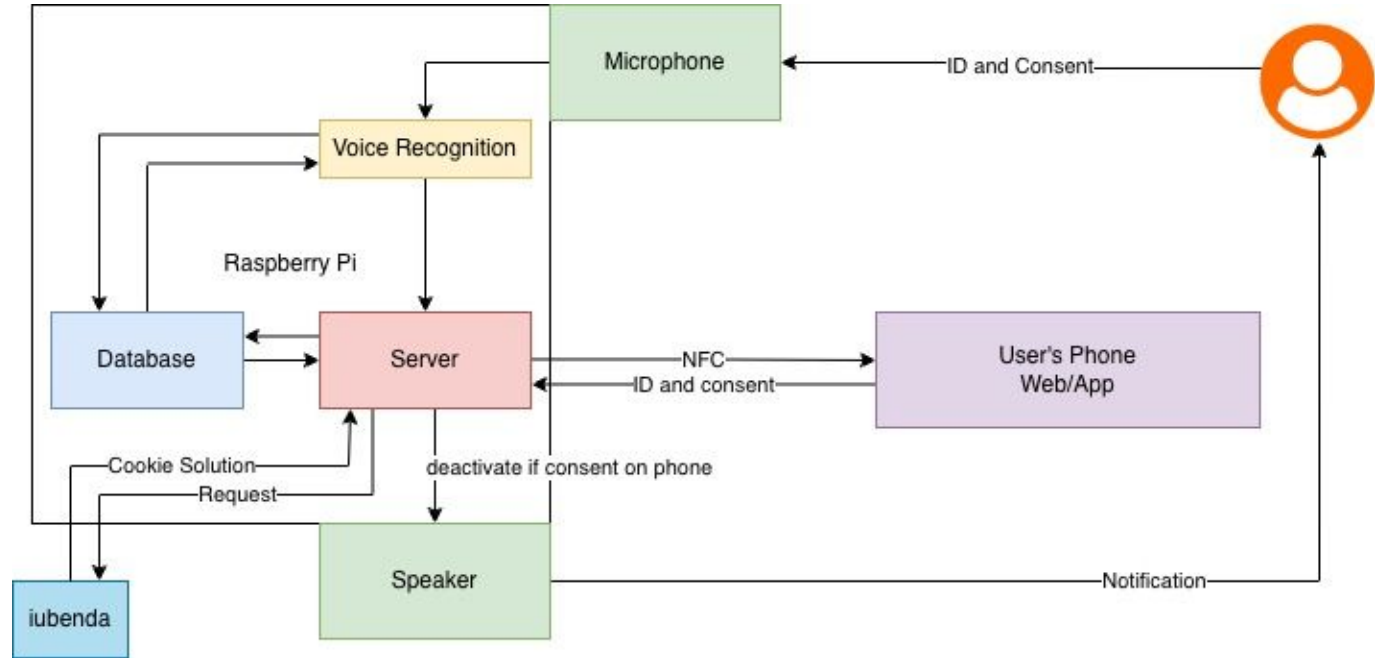 Microphone
ID and Consent
Voice Recognition
Raspberry Pi
Database
Server
NFC
ID and consent
User's Phone
Web/App
Cookie Solution
deactivate if consent on phone
Request
Speaker
Notification
iubenda